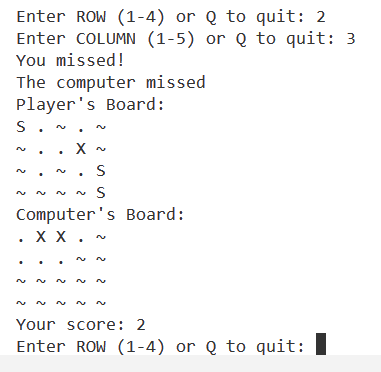 Enter ROW (1-4) or Q to quit: 2
Enter COLUMN (1-5) or Q to quit: 3
You missed!
The computer missed
Player's Board:
S . ~ . ~
~ . . X ~
~ . ~ . S
~ ~ ~ ~ S
Computer's Board:
. X X . ~
. . . ~ ~
~ ~ ~ ~ ~
~ ~ ~ ~ ~
Your score: 2
Enter ROW (1-4) or Q to quit: